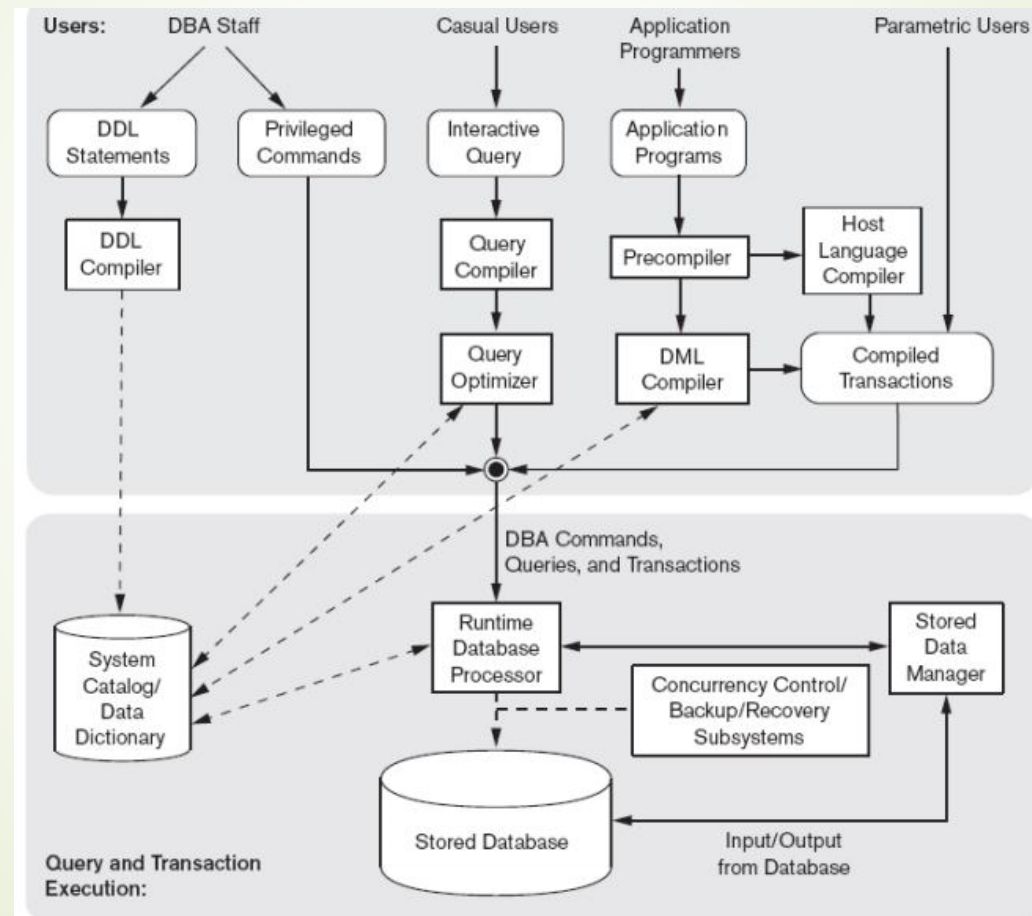 Users:
DBA Staff
Casual Users
Application
Programmers
Parametric Users
DDL
Statements
Privileged
Commands
Interactive
Query
Application
Programs
DDL
Compiler
Query
Compiler
Precompiler
Host
Language
Compiler
Query
Optimizer
DML
Compiler
Compiled
Transactions
DBA Commands,
Queries, and Transactions
System
Catalog/
Data
Dictionary
Runtime
Database
Processor
Stored
Data
Manager
Concurrency Control/
Backup/Recovery
Subsystems
Stored Database
Input/Output
from Database
Query and Transaction
Execution: